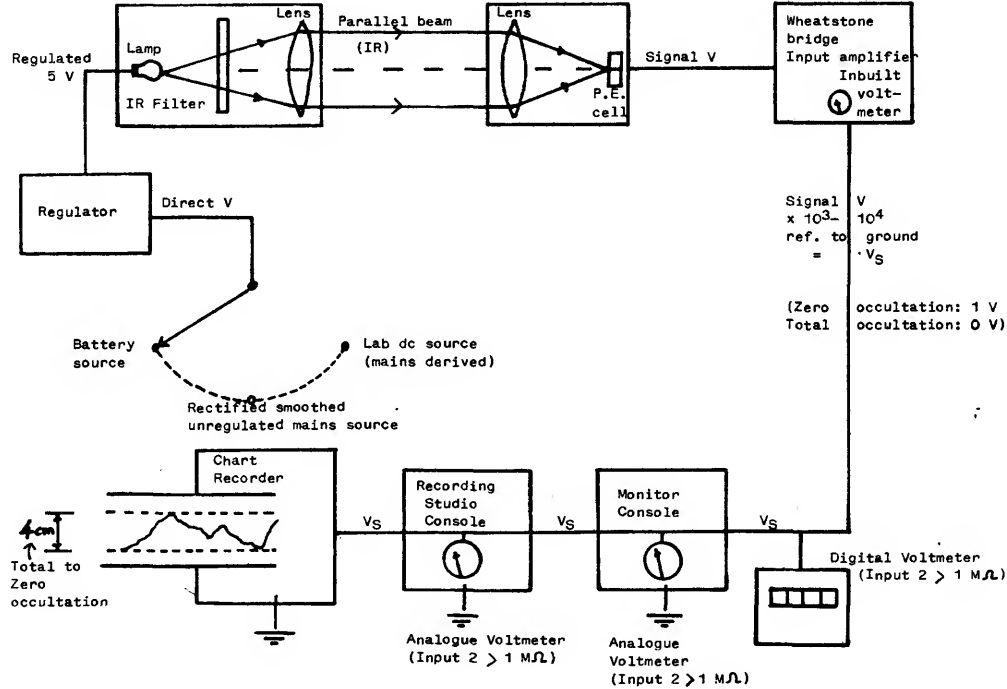 Lens
Parallel beam
(IR)
Lens
Wheatstone
bridge
Input amplifier
Inbuilt
volt-
meter
Regulated
5 V
Lamp
IR Filter
Signal V
P.E.
cell
Regulator
Direct V
Signal V
x 10³- 10⁴
ref. to ground
= V_S
(Zero occultation: 1 V
Total occultation: 0 V)
Battery
source
Lab dc source
(mains derived)
Rectified smoothed
unregulated mains source
Chart
Recorder
4cm
Total to
Zero
occultation
V_S
Recording
Studio
Console
V_S
Monitor
Console
V_S
Analogue Voltmeter
(Input 2 > 1 MΩ)
Analogue
Voltmeter
(Input 2 > 1 MΩ)
Digital Voltmeter
(Input 2 > 1 MΩ)